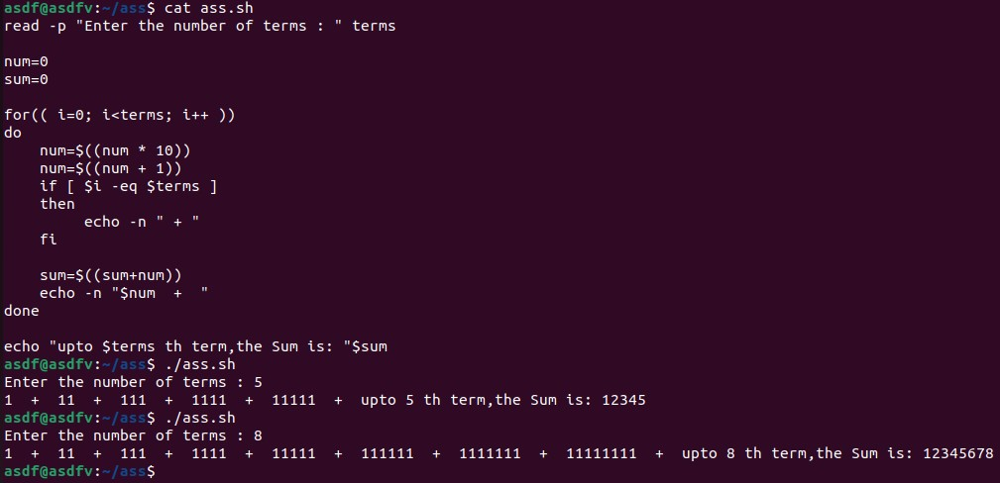 asdf@asdfv:~/ass$ cat ass.sh
read -p "Enter the number of terms : " terms
num=0
sum=0
for(( i=0; i<terms; i++ ))
do
    num=$((num * 10))
    num=$((num + 1))
    if [ $i -eq $terms ]
    then
         echo -n " + "
    fi
    sum=$((sum+num))
    echo -n "$num  +  "
done
echo "upto $terms th term,the Sum is: "$sum
asdf@asdfv:~/ass$ ./ass.sh
Enter the number of terms : 5
1  +  11  +  111  +  1111  +  11111  +  upto 5 th term,the Sum is: 12345
asdf@asdfv:~/ass$ ./ass.sh
Enter the number of terms : 8
1  +  11  +  111  +  1111  +  11111  +  111111  +  1111111  +  11111111  +  upto 8 th term,the Sum is: 12345678
asdf@asdfv:~/ass$